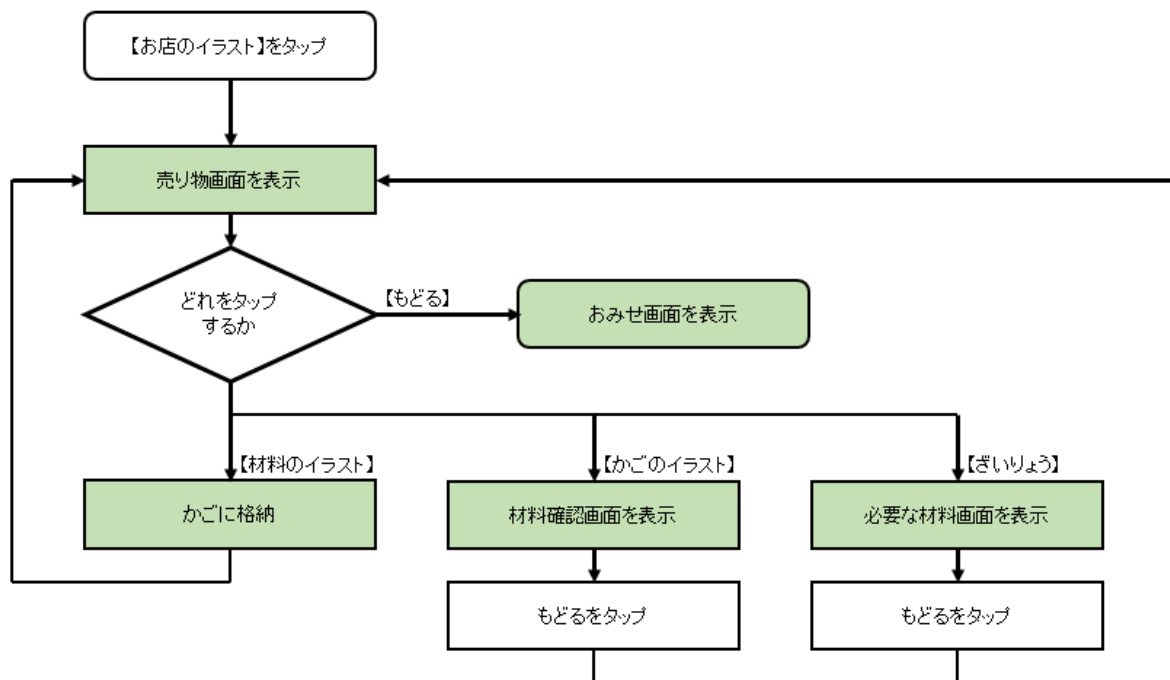 【お店のイラスト】をタップ
売り物画面を表示
どれをタップ
するか
【もどる】
おみせ画面を表示
【材料のイラスト】
【かごのイラスト】
【ざいりょう】
かごに格納
材料確認画面を表示
必要な材料画面を表示
もどるをタップ
もどるをタップ